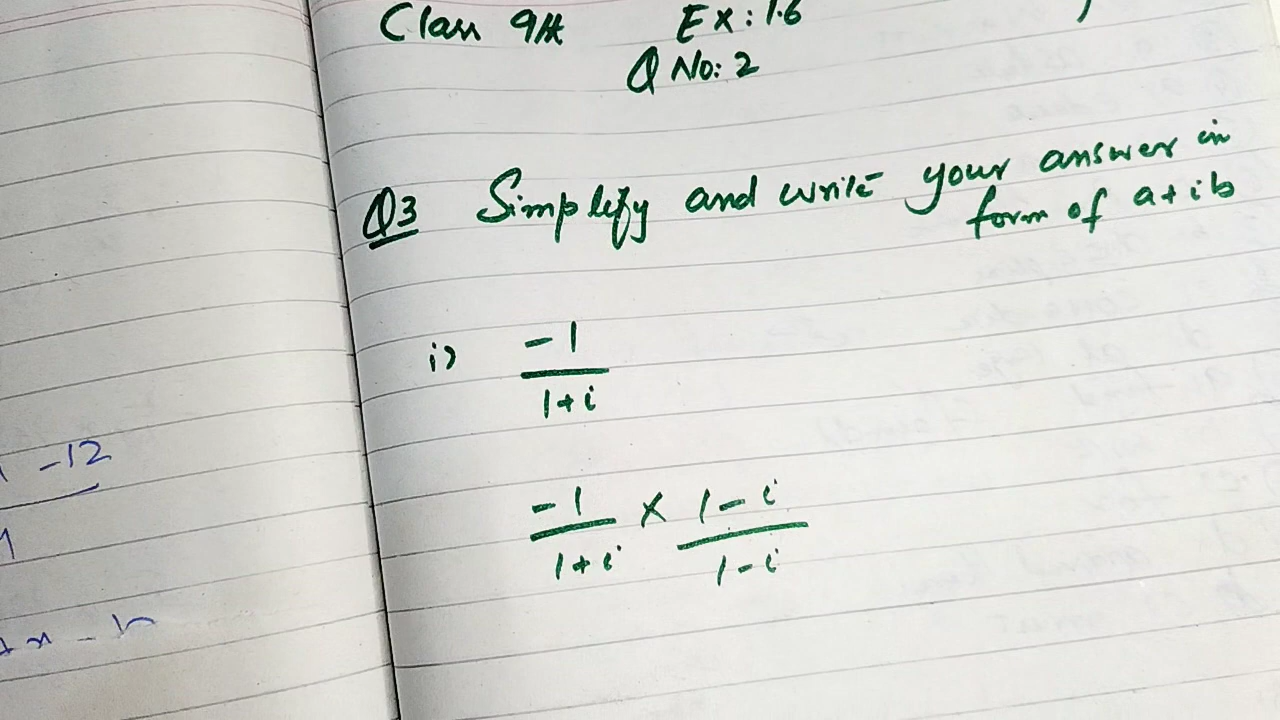 Class 9th Ex: 1.6
Q No: 2
Q3 Simplify and write your answer in
form of a+ib
i) -1
1+i
-1 × 1-i
1+i 1-i
-12
x - h